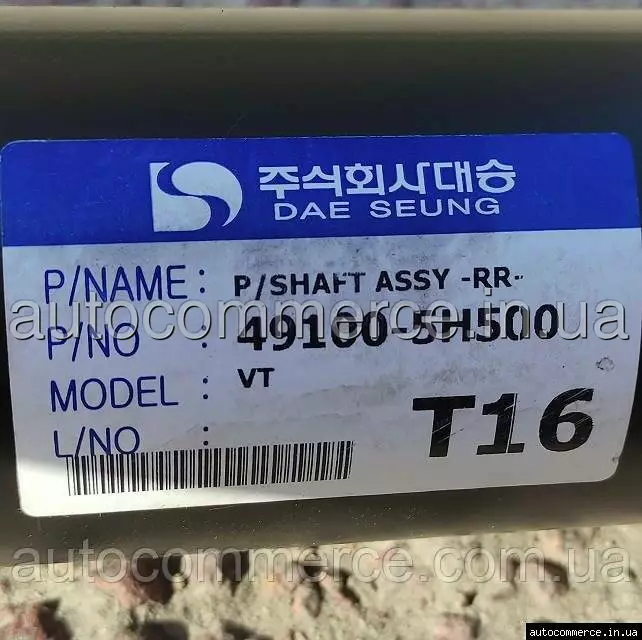 주식회사대승
DAE SEUNG
P/NAME : P/SHAFT ASSY -RR-
autocommerce.in.ua
P/NO : 49100-5H500
MODEL : VT
T16
L/NO :
autocommerce.com.ua
autocommerce.in.ua